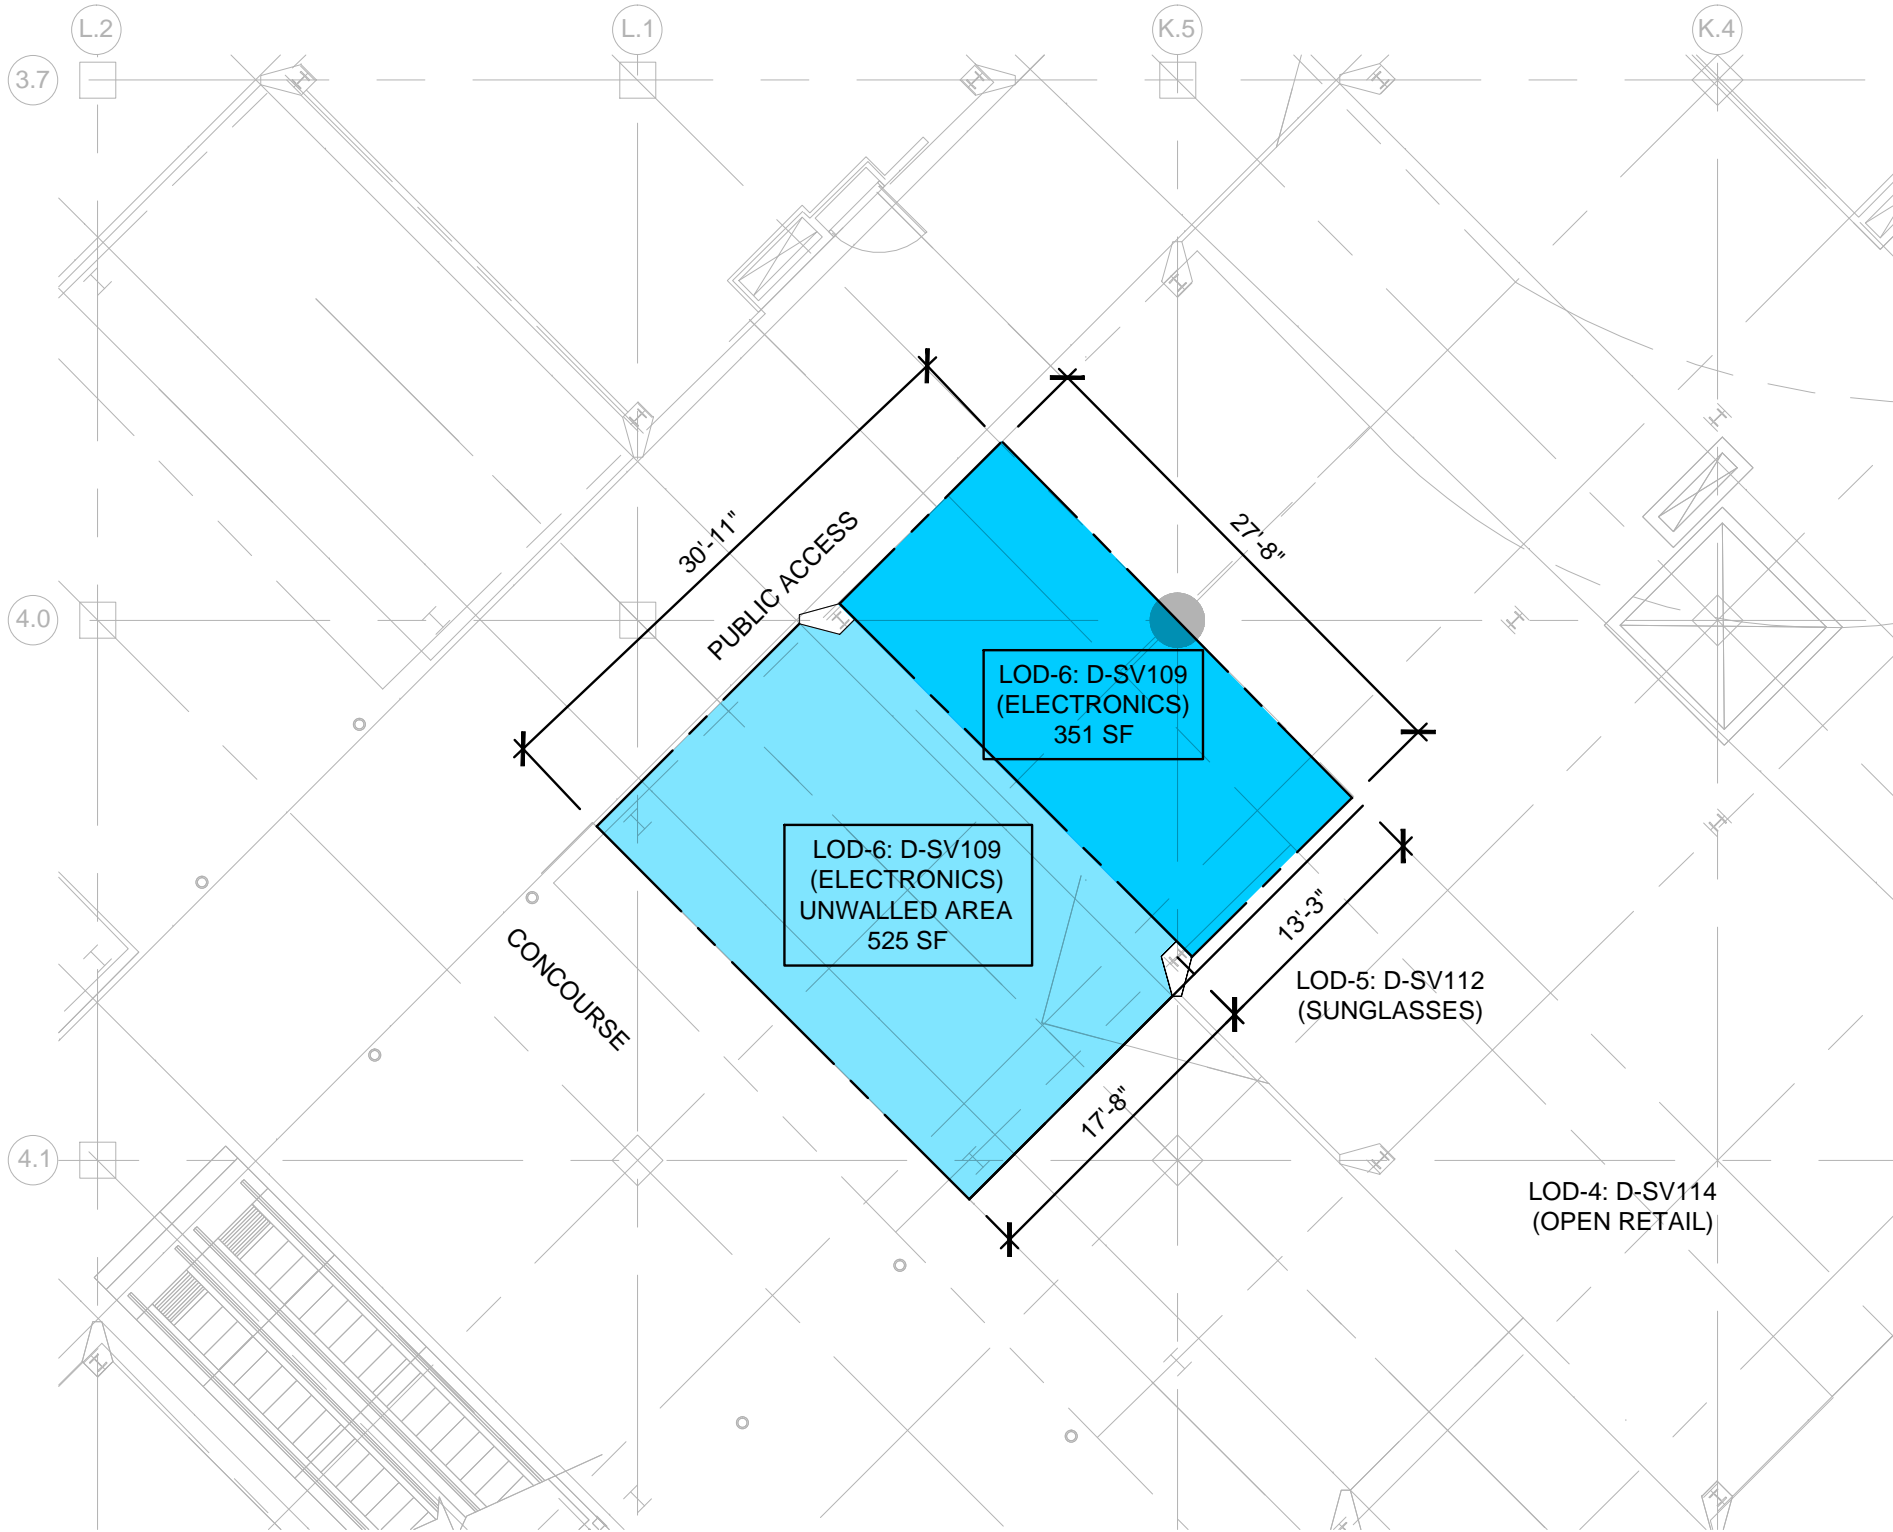 L.2
L.1
K.5
K.4
3.7
30'-11"
PUBLIC ACCESS
27'-8"
4.0
LOD-6: D-SV109
(ELECTRONICS)
351 SF
LOD-6: D-SV109
(ELECTRONICS)
UNWALLED AREA
525 SF
CONCOURSE
13'-3"
LOD-5: D-SV112
(SUNGLASSES)
17'-8"
4.1
LOD-4: D-SV114
(OPEN RETAIL)